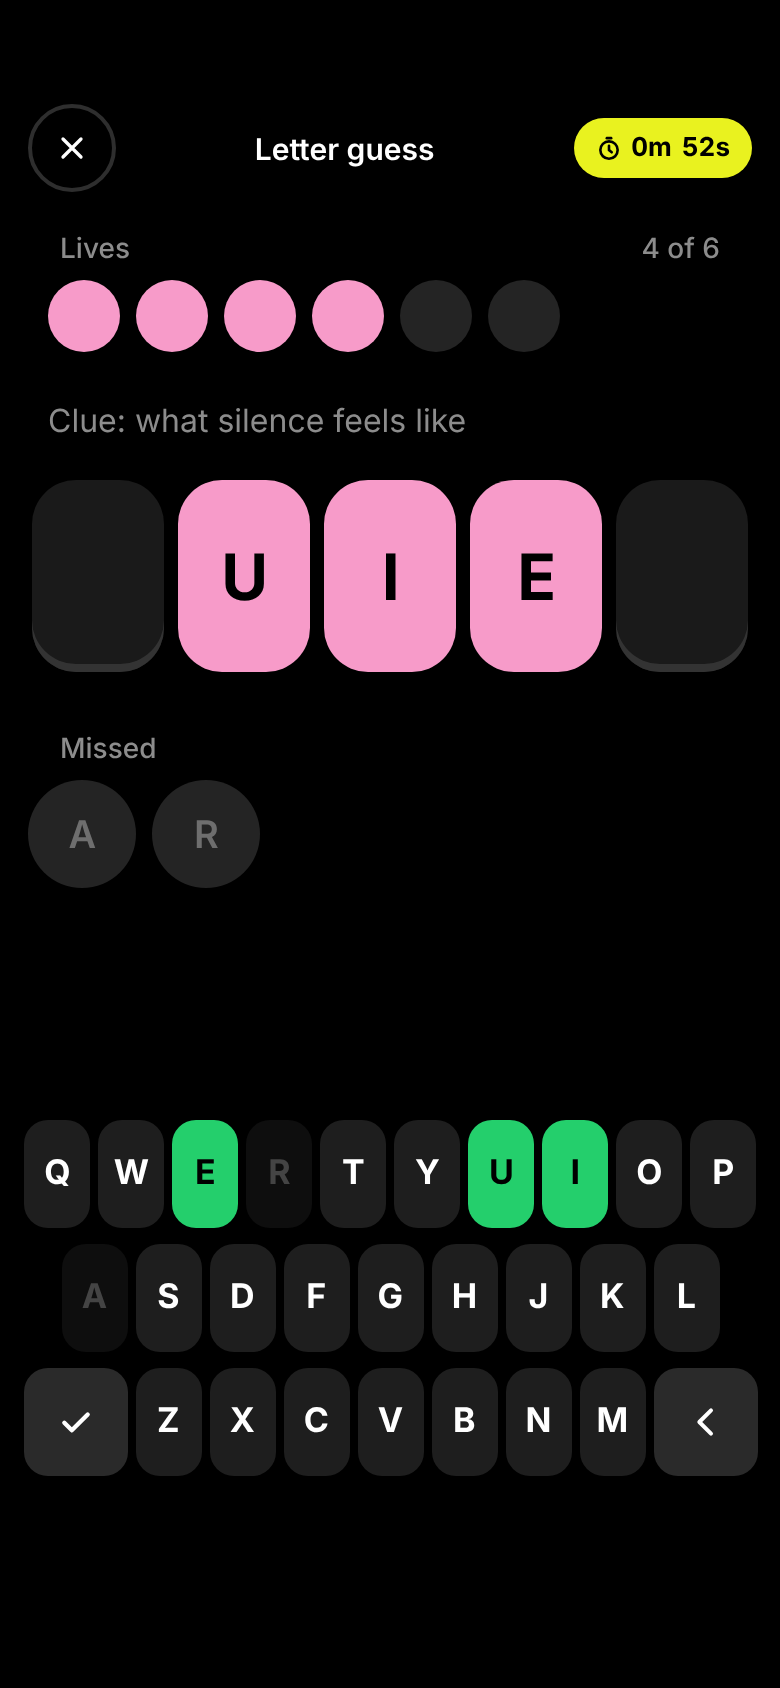 Letter guess
0m 52s
Lives
4 of 6
Clue: what silence feels like
U I E
Missed
A R
Q W E R T Y U I O P
A S D F G H J K L
Z X C V B N M